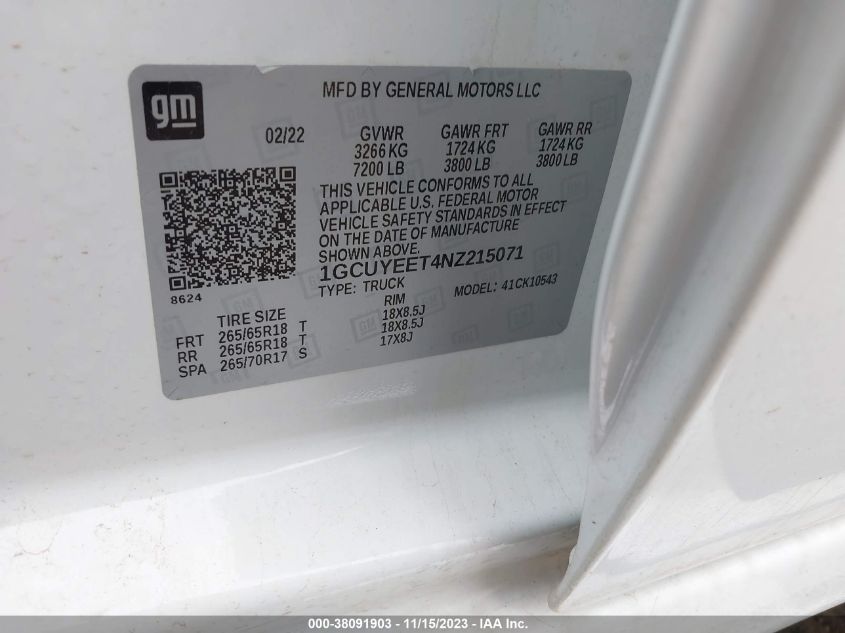 gm
MFD BY GENERAL MOTORS LLC
02/22
GVWR GAWR FRT GAWR RR
3266 KG 1724 KG 1724 KG
7200 LB 3800 LB 3800 LB
THIS VEHICLE CONFORMS TO ALL
APPLICABLE U.S. FEDERAL MOTOR
VEHICLE SAFETY STANDARDS IN EFFECT
ON THE DATE OF MANUFACTURE
SHOWN ABOVE.
1GCUYEET4NZ215071
8624
TYPE: TRUCK MODEL: 41CK10543
TIRE SIZE RIM
FRT 265/65R18 T 18X8.5J
RR 265/65R18 T 18X8.5J
SPA 265/70R17 S 17X8J
000-38091903 - 11/15/2023 - IAA Inc.